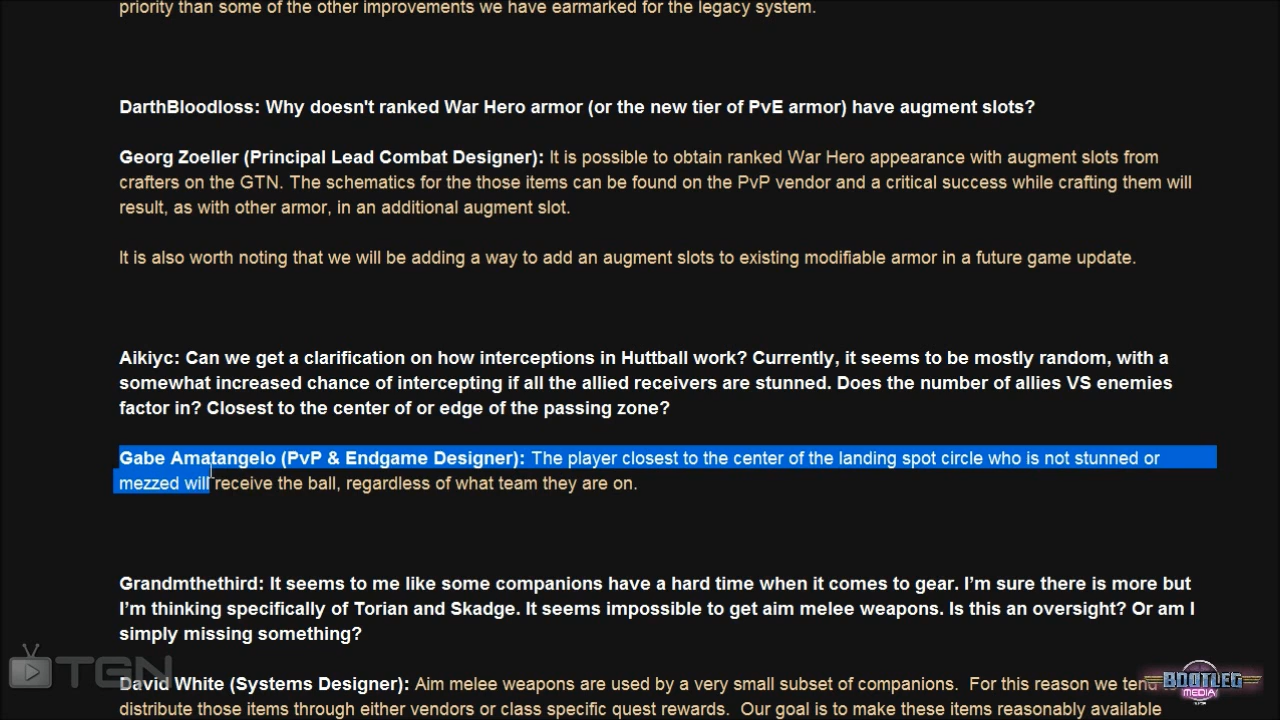 priority than some of the other improvements we have earmarked for the legacy system.
DarthBloodloss: Why doesn't ranked War Hero armor (or the new tier of PvE armor) have augment slots?
Georg Zoeller (Principal Lead Combat Designer): It is possible to obtain ranked War Hero appearance with augment slots from
crafters on the GTN. The schematics for the those items can be found on the PvP vendor and a critical success while crafting them will
result, as with other armor, in an additional augment slot.
It is also worth noting that we will be adding a way to add an augment slots to existing modifiable armor in a future game update.
Aikiyc: Can we get a clarification on how interceptions in Huttball work? Currently, it seems to be mostly random, with a
somewhat increased chance of intercepting if all the allied receivers are stunned. Does the number of allies VS enemies
factor in? Closest to the center of or edge of the passing zone?
Gabe Amatangelo (PvP & Endgame Designer): The player closest to the center of the landing spot circle who is not stunned or
mezzed will receive the ball, regardless of what team they are on.
Grandmthethird: It seems to me like some companions have a hard time when it comes to gear. I'm sure there is more but
I'm thinking specifically of Torian and Skadge. It seems impossible to get aim melee weapons. Is this an oversight? Or am I
simply missing something?
David White (Systems Designer): Aim melee weapons are used by a very small subset of companions. For this reason we tend
distribute those items through either vendors or class specific quest rewards. Our goal is to make these items reasonably available
TGN
BOOTLEG
MEDIA